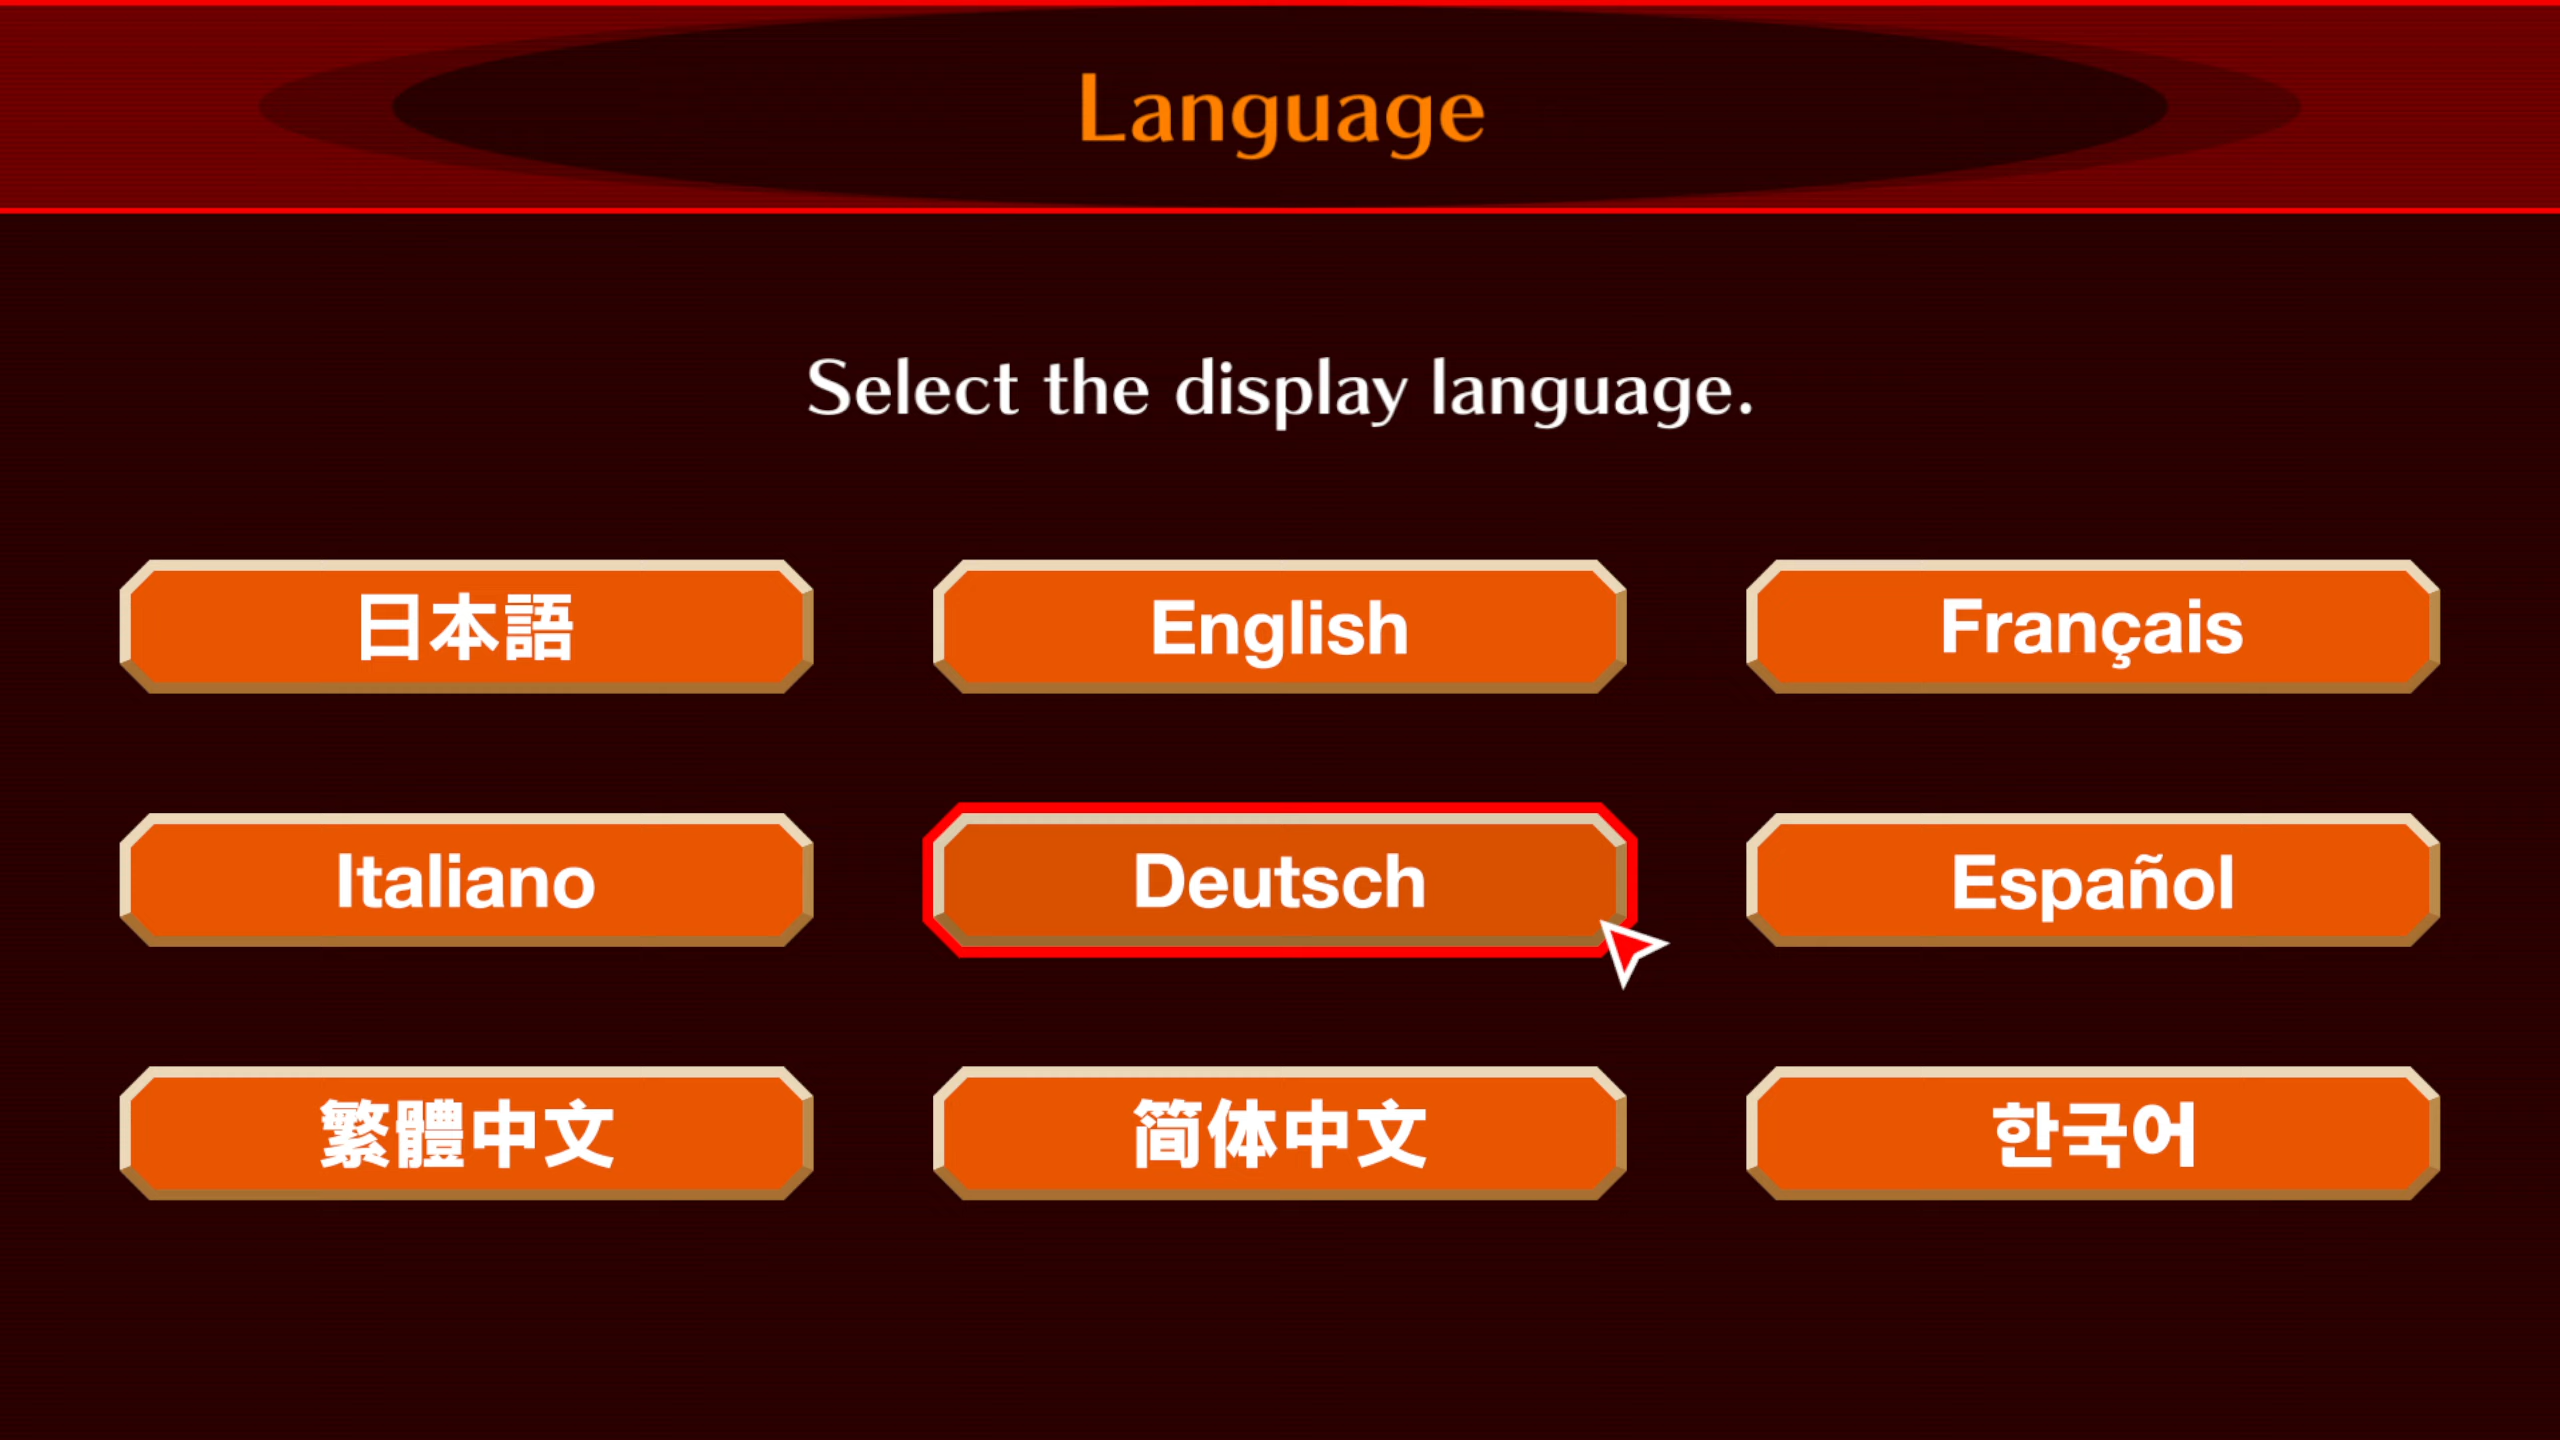 Language
Select the display language.
日本語
English
Français
Italiano
Deutsch
Español
繁體中文
简体中文
한국어